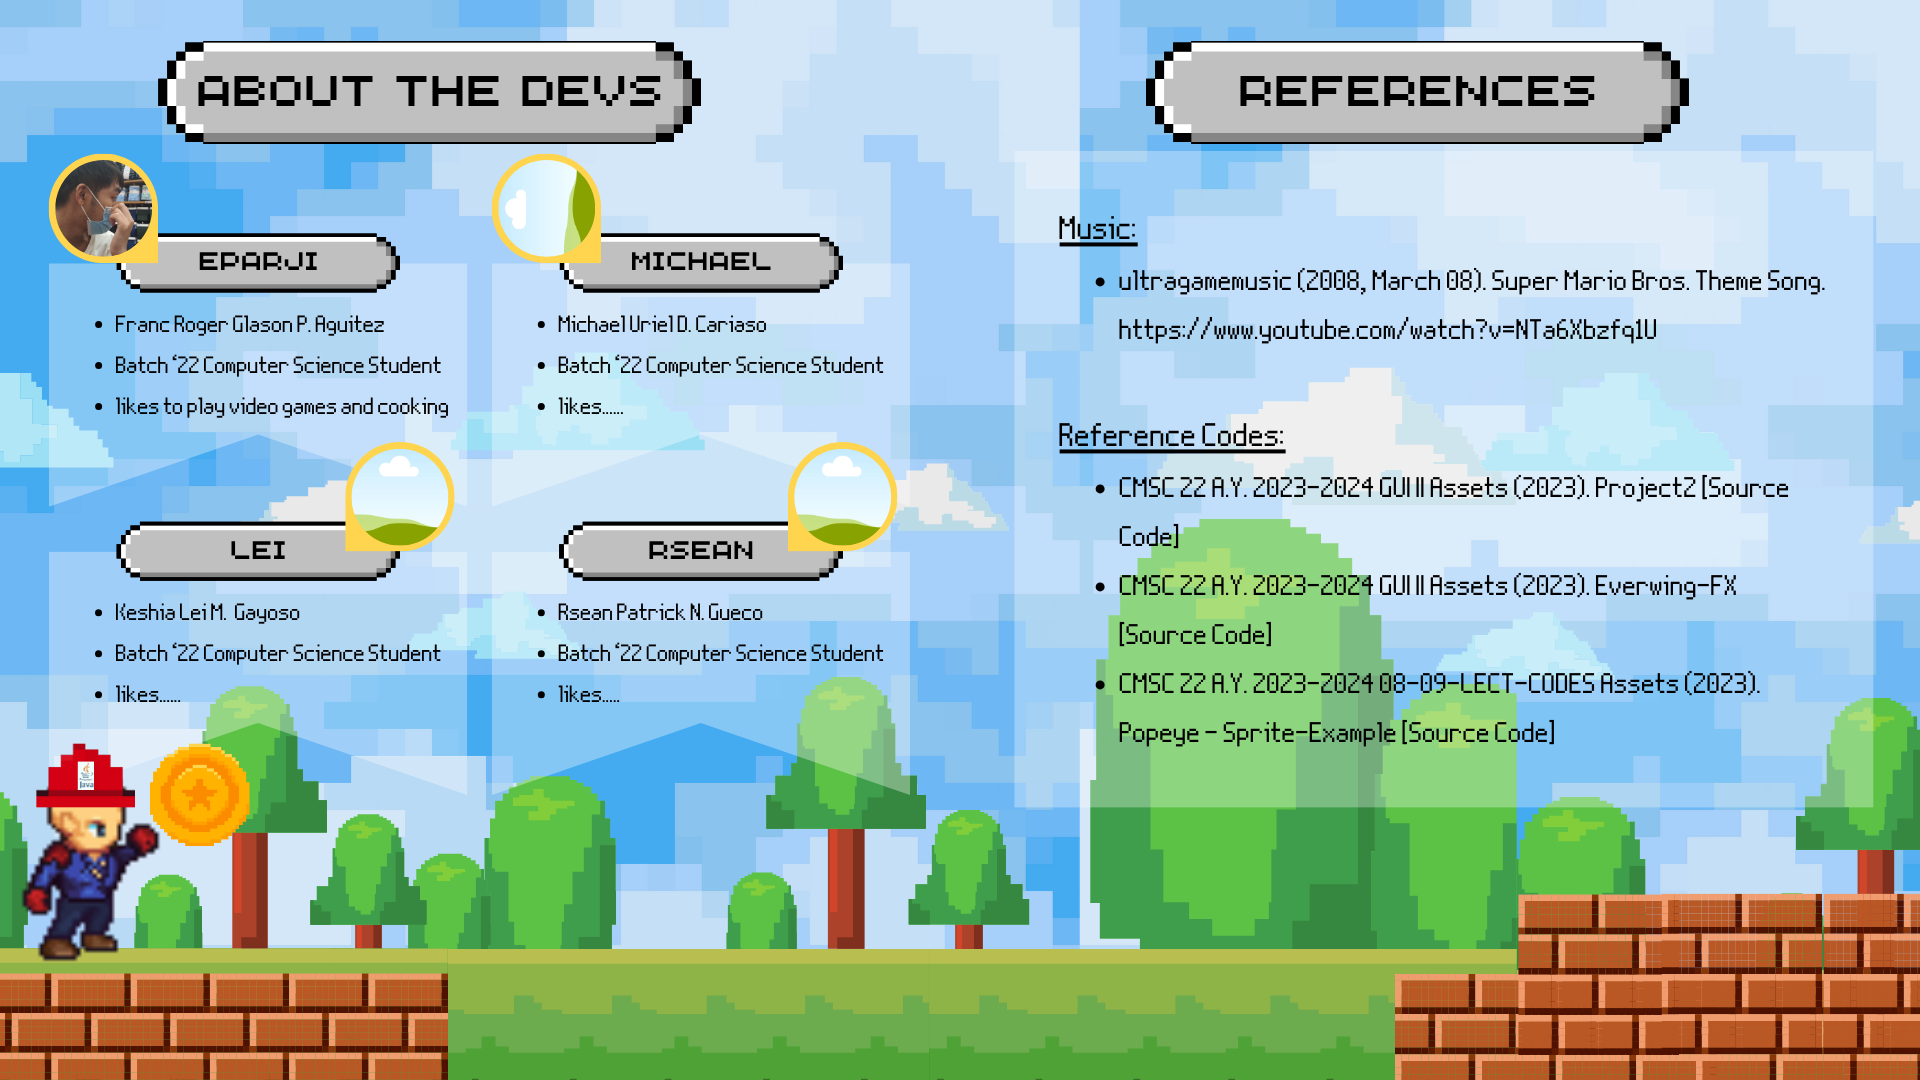 ABOUT THE DEVS
EPARJI
• Franc Roger Glason P. Aguitez
• Batch ‘22 Computer Science Student
• likes to play video games and cooking
MICHAEL
• Michael Uriel D. Cariaso
• Batch ‘22 Computer Science Student
• likes......
LEI
• Keshia Lei M. Gayoso
• Batch ‘22 Computer Science Student
• likes......
RSEAN
• Rsean Patrick N. Gueco
• Batch ‘22 Computer Science Student
• likes.....
Java
REFERENCES
Music:
• ultragamemusic (2008, March 08). Super Mario Bros. Theme Song.
https://www.youtube.com/watch?v=NTa6Xbzfq1U
Reference Codes:
• CMSC 22 A.Y. 2023-2024 GUI II Assets (2023). Project2 [Source
Code]
• CMSC 22 A.Y. 2023-2024 GUI II Assets (2023). Everwing-FX
[Source Code]
• CMSC 22 A.Y. 2023-2024 08-09-LECT-CODES Assets (2023).
Popeye - Sprite-Example [Source Code]